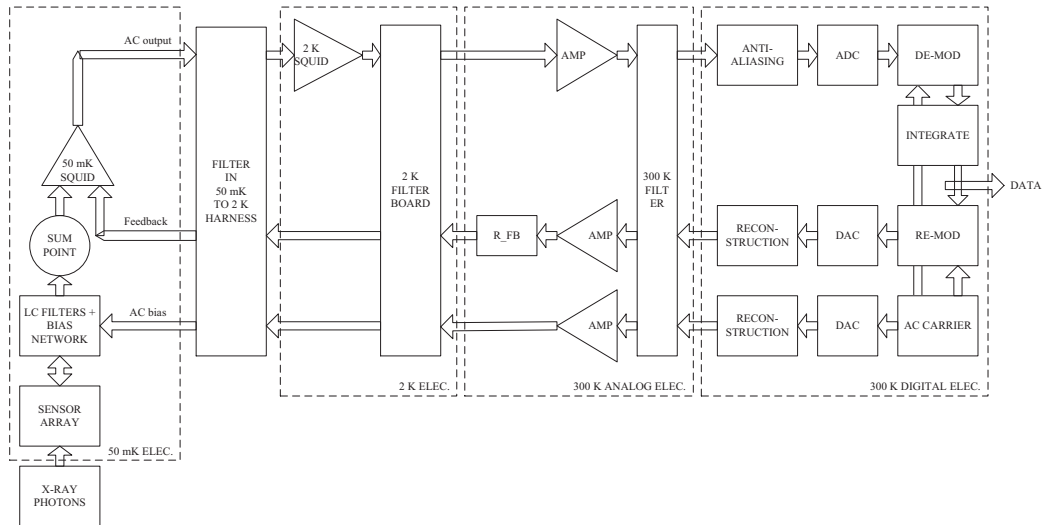 AC output
2 K
SQUID
AMP
ANTI-
ALIASING
ADC
DE-MOD
INTEGRATE
DATA
50 mK
SQUID
FILTER
IN
50 mK
TO 2 K
HARNESS
2 K
FILTER
BOARD
300 K
FILT
ER
Feedback
SUM
POINT
R_FB
AMP
RECON-
STRUCTION
DAC
RE-MOD
LC FILTERS +
BIAS
NETWORK
AC bias
AMP
RECON-
STRUCTION
DAC
AC CARRIER
2 K ELEC.
300 K ANALOG ELEC.
300 K DIGITAL ELEC.
SENSOR
ARRAY
50 mK ELEC.
X-RAY
PHOTONS